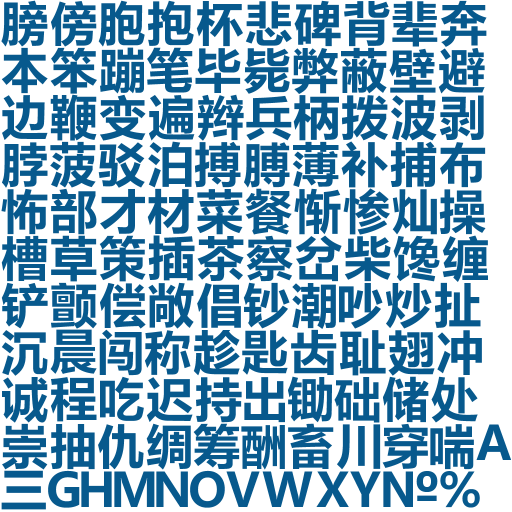 膀傍胞抱杯悲碑背辈奔
本笨蹦笔毕毙弊蔽壁避
边鞭变遍辫兵柄拨波剥
脖菠驳泊搏膊薄补捕布
怖部才材菜餐惭惨灿操
槽草策插茶察岔柴馋缠
铲颤偿敞倡钞潮吵炒扯
沉晨闯称趁匙齿耻翅冲
诚程吃迟持出锄础储处
崇抽仇绸筹酬畜川穿喘A
三GHMNOVWXYNº%